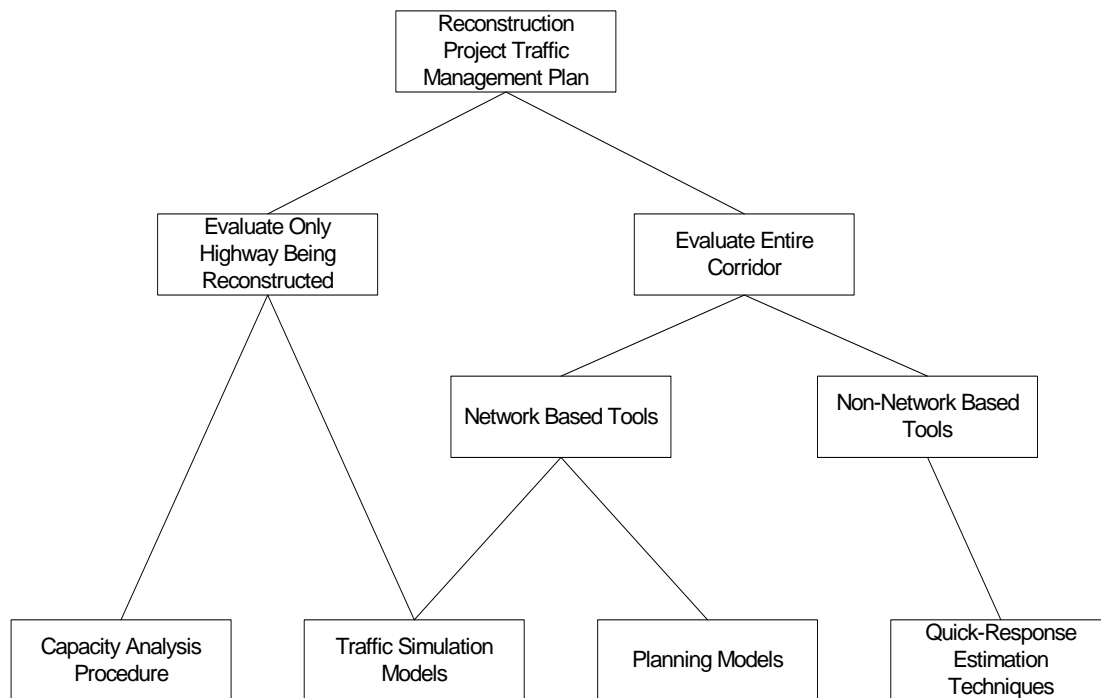 Reconstruction
Project Traffic
Management Plan
Evaluate Only
Highway Being
Reconstructed
Evaluate Entire
Corridor
Network Based Tools
Non-Network Based
Tools
Capacity Analysis
Procedure
Traffic Simulation
Models
Planning Models
Quick-Response
Estimation
Techniques